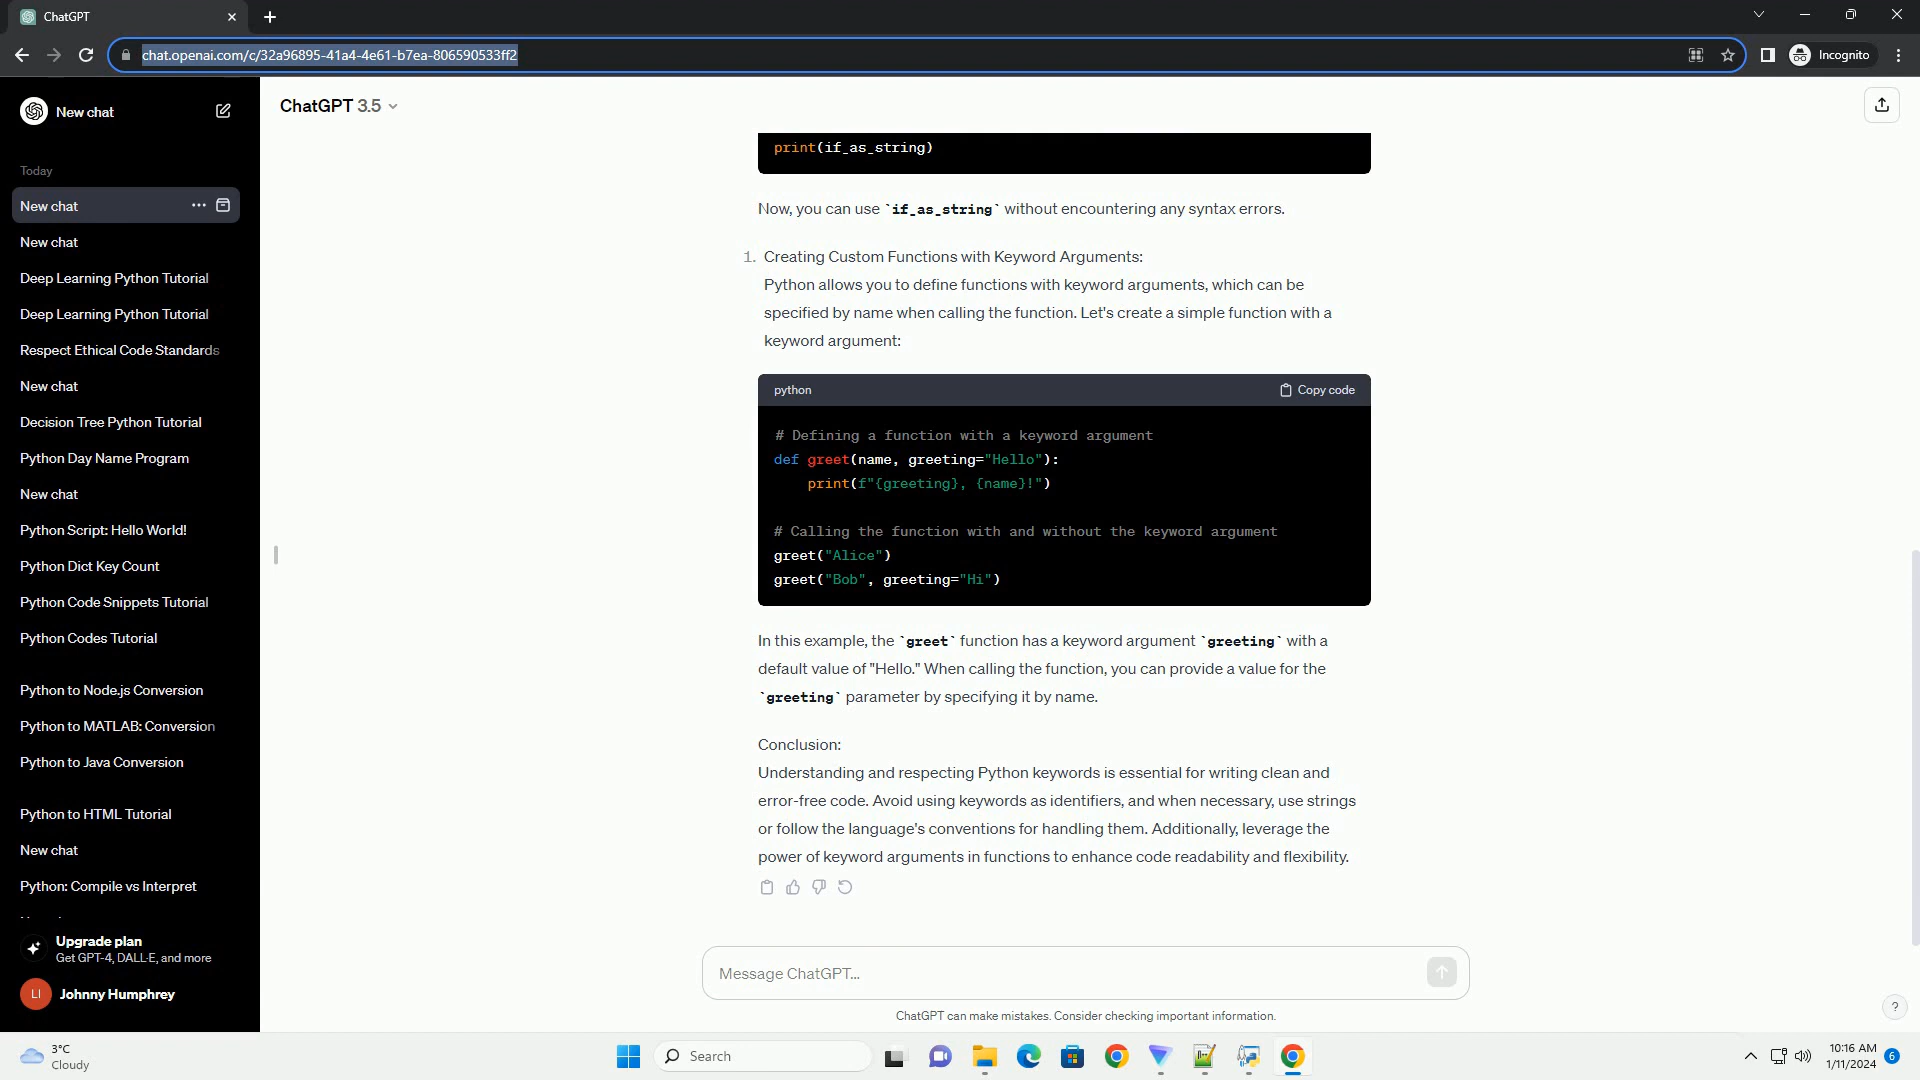 ChatGPT
chat.openai.com/c/32a96895-41a4-4e61-b7ea-806590533ff2
Incognito
New chat
ChatGPT 3.5
Today
New chat
New chat
Deep Learning Python Tutorial
Deep Learning Python Tutorial
Respect Ethical Code Standards
New chat
Decision Tree Python Tutorial
Python Day Name Program
New chat
Python Script: Hello World!
Python Dict Key Count
Python Code Snippets Tutorial
Python Codes Tutorial
Python to Node.js Conversion
Python to MATLAB: Conversion
Python to Java Conversion
Python to HTML Tutorial
New chat
Python: Compile vs Interpret
Upgrade plan
Get GPT-4, DALL·E, and more
LI
Johnny Humphrey
print(if_as_string)
Now, you can use `if_as_string` without encountering any syntax errors.
1. Creating Custom Functions with Keyword Arguments:
Python allows you to define functions with keyword arguments, which can be
specified by name when calling the function. Let's create a simple function with a
keyword argument:
python
Copy code
# Defining a function with a keyword argument
def greet(name, greeting="Hello"):
print(f"{greeting}, {name}!")
# Calling the function with and without the keyword argument
greet("Alice")
greet("Bob", greeting="Hi")
In this example, the `greet` function has a keyword argument `greeting` with a
default value of "Hello." When calling the function, you can provide a value for the
`greeting` parameter by specifying it by name.
Conclusion:
Understanding and respecting Python keywords is essential for writing clean and
error-free code. Avoid using keywords as identifiers, and when necessary, use strings
or follow the language's conventions for handling them. Additionally, leverage the
power of keyword arguments in functions to enhance code readability and flexibility.
Message ChatGPT...
ChatGPT can make mistakes. Consider checking important information.
?
3°C
Cloudy
Search
10:16 AM
1/11/2024
6